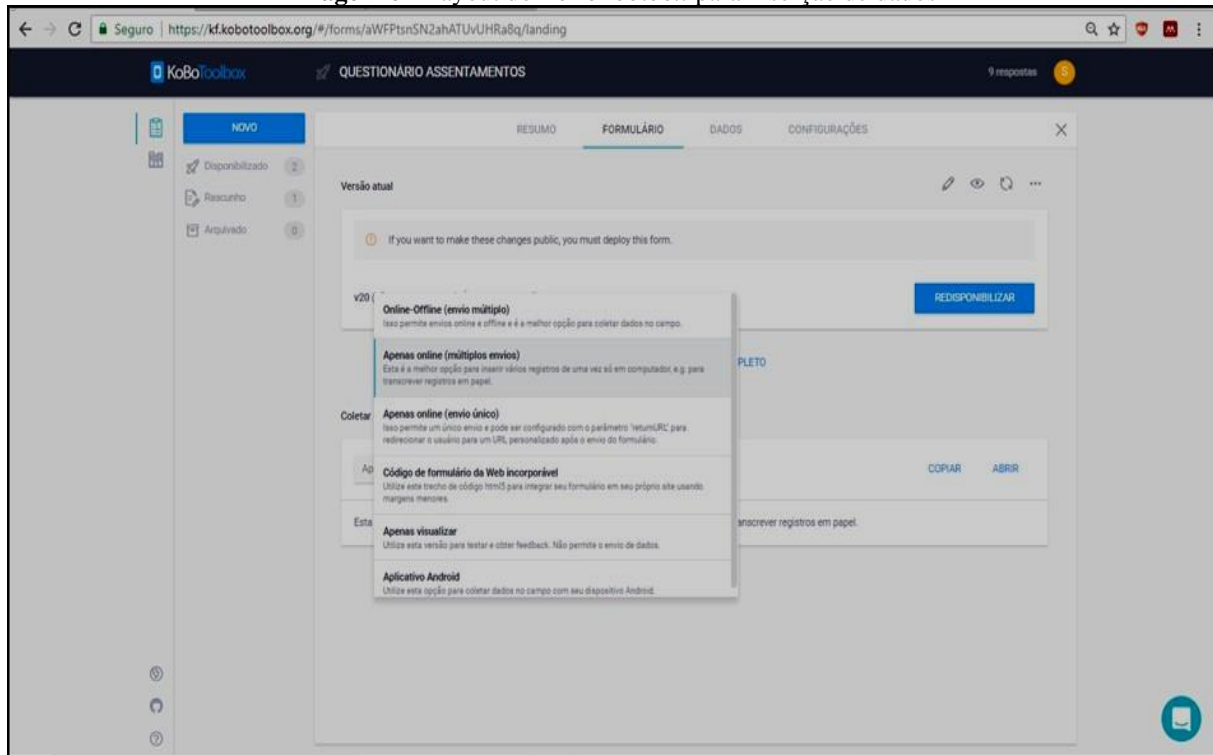 Seguro | https://kf.kobotoolbox.org/#/forms/aWFPtsnSN2ahATUvUHRa8q/landing
KoBoToolbox
QUESTIONÁRIO ASSENTAMENTOS
9 respostas
S
NOVO
Disponibilizado 2
Rascunho 1
Arquivado 0
RESUMO FORMULÁRIO DADOS CONFIGURAÇÕES
Versão atual
If you want to make these changes public, you must deploy this form.
v20 (
REDISPONIBILIZAR
Online-Offline (envio múltiplo)
Isso permite envios online e offline e é a melhor opção para coletar dados no campo.
Apenas online (múltiplos envios)
Esta é a melhor opção para inserir vários registros de uma vez só em computador, e.g. para
transcrever registros em papel.
PLETO
Coletar
Apenas online (envio único)
Isso permite um único envio e pode ser configurado com o parâmetro 'returnURL' para
redirecionar o usuário para um URL personalizado após o envio do formulário.
Ap
Código de formulário da Web incorporável
Utilize este trecho de código html5 para integrar seu formulário em seu próprio site usando
margens menores.
COPIAR ABRIR
Esta
anscrever registros em papel.
Apenas visualizar
Utilize esta versão para testar e obter feedback. Não permite o envio de dados.
Aplicativo Android
Utilize esta opção para coletar dados no campo com seu dispositivo Android.